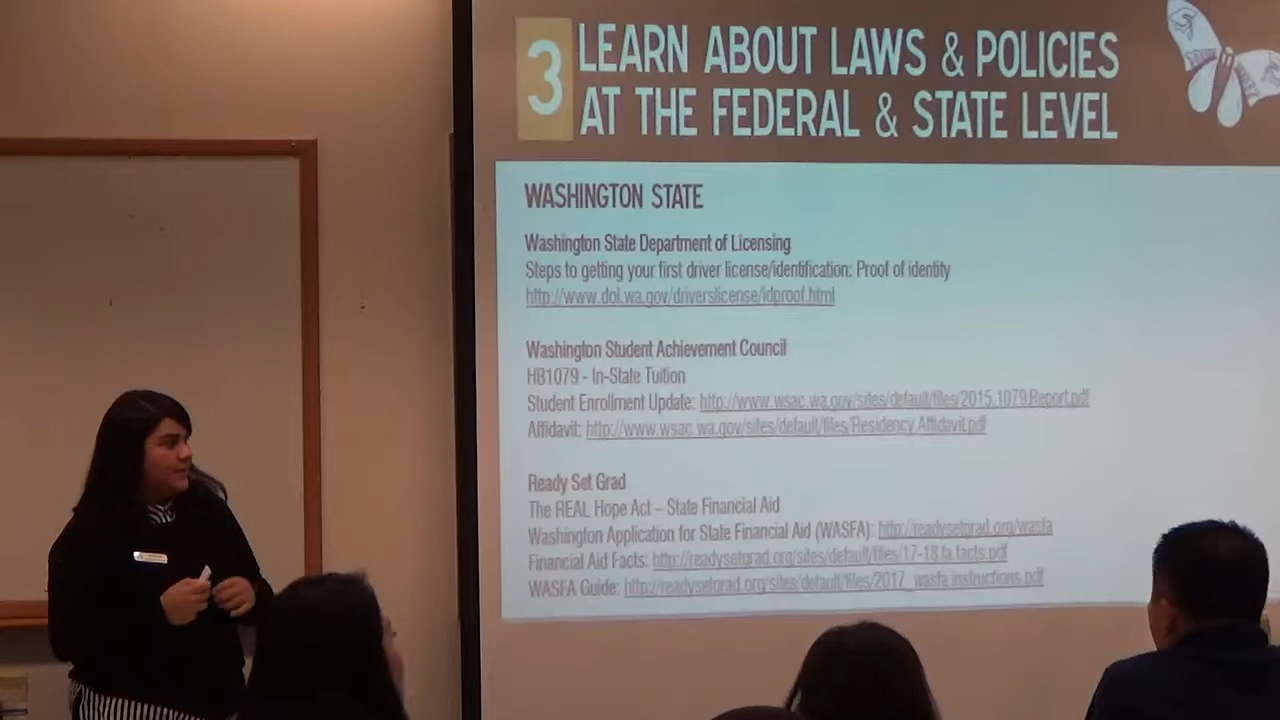 3 LEARN ABOUT LAWS & POLICIES
AT THE FEDERAL & STATE LEVEL
WASHINGTON STATE
Washington State Department of Licensing
Steps to getting your first driver license/identification: Proof of identity
http://www.dol.wa.gov/driverslicense/idproof.html
Washington Student Achievement Council
HB1079 - In-State Tuition
Student Enrollment Update: http://www.wsac.wa.gov/sites/default/files/2015.1079.Report.pdf
Affidavit: http://www.wsac.wa.gov/sites/default/files/Residency.Affidavit.pdf
Ready Set Grad
The REAL Hope Act – State Financial Aid
Washington Application for State Financial Aid (WASFA): http://readysetgrad.org/wasfa
Financial Aid Facts: http://readysetgrad.org/sites/default/files/17-18.fa.facts.pdf
WASFA Guide: http://readysetgrad.org/sites/default/files/2017_wasfa.instructions.pdf